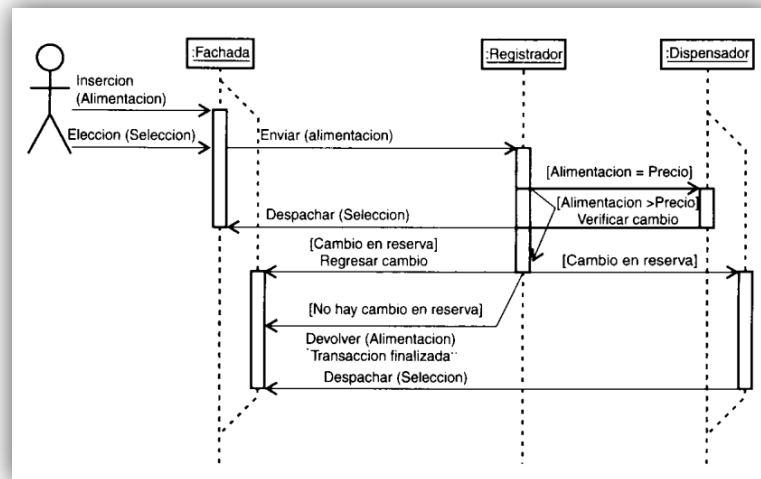 :Fachada
:Registrador
:Dispensador
Insercion
(Alimentacion)
Eleccion (Seleccion)
Enviar (alimentacion)
[Alimentacion = Precio]
[Alimentacion >Precio]
Verificar cambio
Despachar (Seleccion)
[Cambio en reserva]
Regresar cambio
[Cambio en reserva]
[No hay cambio en reserva]
Devolver (Alimentacion)
¨Transaccion finalizada¨
Despachar (Seleccion)